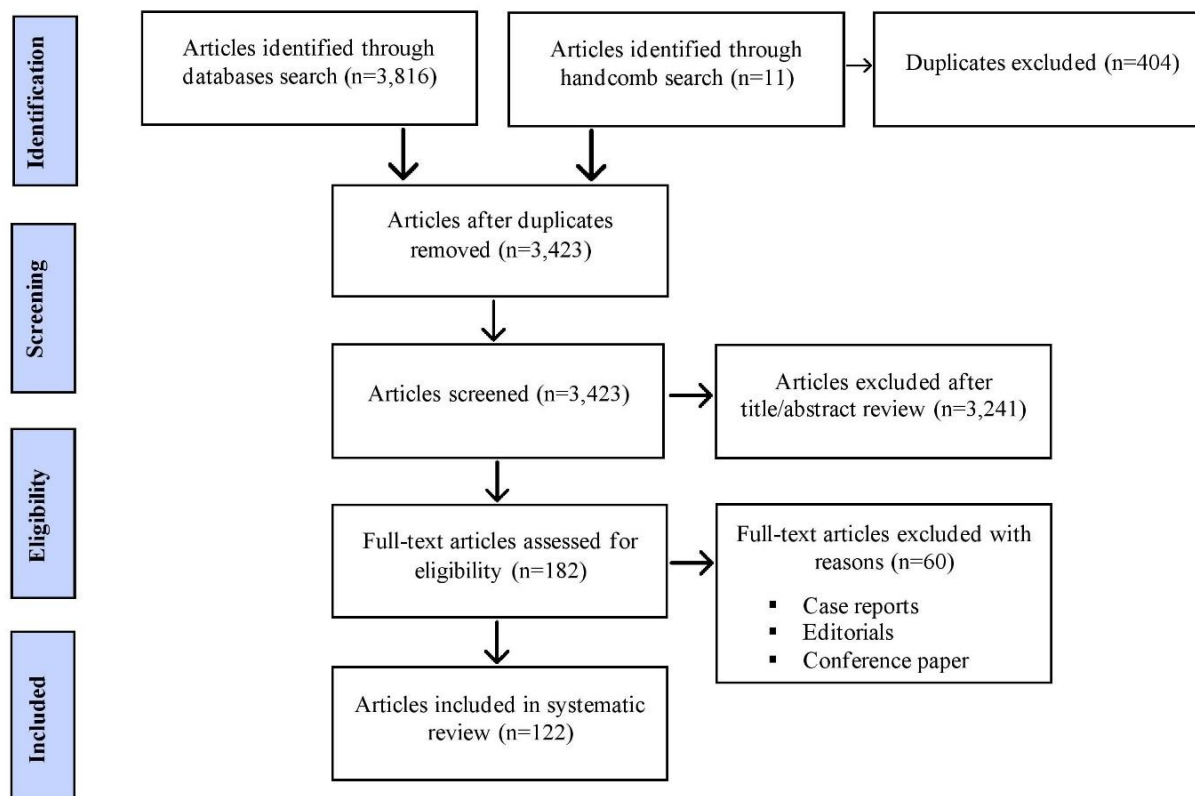 Identification
Articles identified through
databases search (n=3,816)
Articles identified through
handcomb search (n=11)
Duplicates excluded (n=404)
Articles after duplicates
removed (n=3,423)
Screening
Articles screened (n=3,423)
Articles excluded after
title/abstract review (n=3,241)
Eligibility
Full-text articles assessed for
eligibility (n=182)
Full-text articles excluded with
reasons (n=60)
▪ Case reports
▪ Editorials
▪ Conference paper
Included
Articles included in systematic
review (n=122)